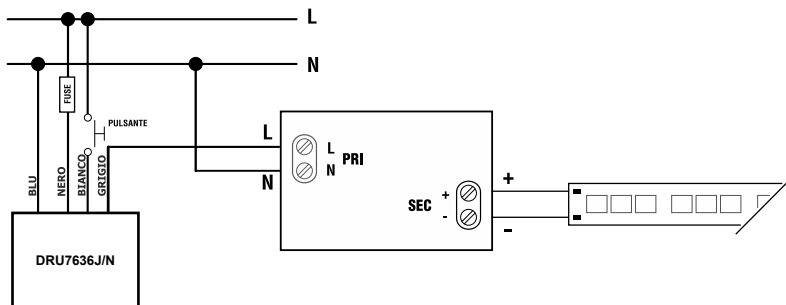 L
N
FUSE
PULSANTE
BLU
NERO
BIANCO
GRIGIO
DRU7636J/N
L
N
L
N
PRI
SEC
+
-
+
-